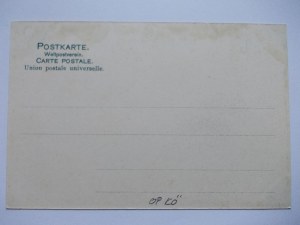 POSTKARTE.
Weltpostverein.
CARTE POSTALE.
Union postale universelle.